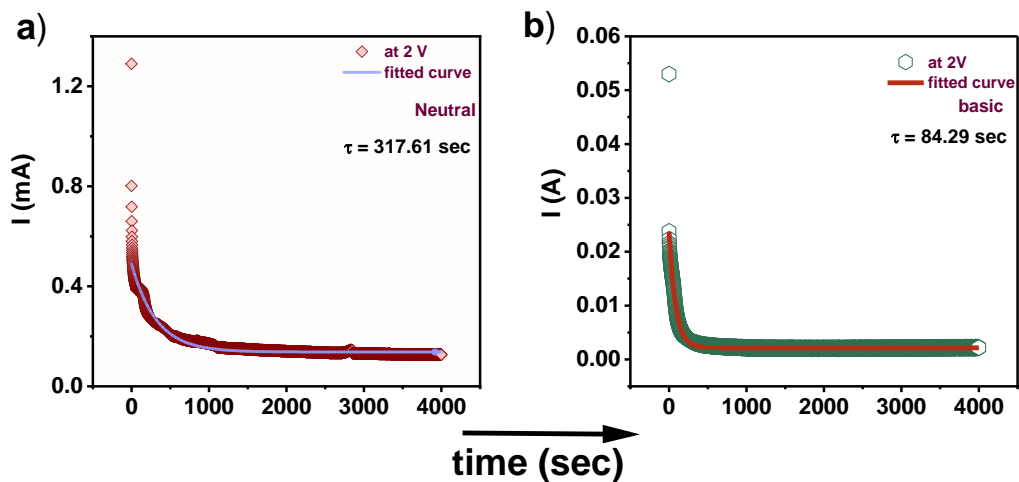 a)
at 2 V
fitted curve
Neutral
τ = 317.61 sec
I (mA)
1.2
0.8
0.4
0.0
0
1000
2000
3000
4000
b)
at 2V
fitted curve
basic
τ = 84.29 sec
I (A)
0.06
0.05
0.04
0.03
0.02
0.01
0.00
0
1000
2000
3000
4000
time (sec)